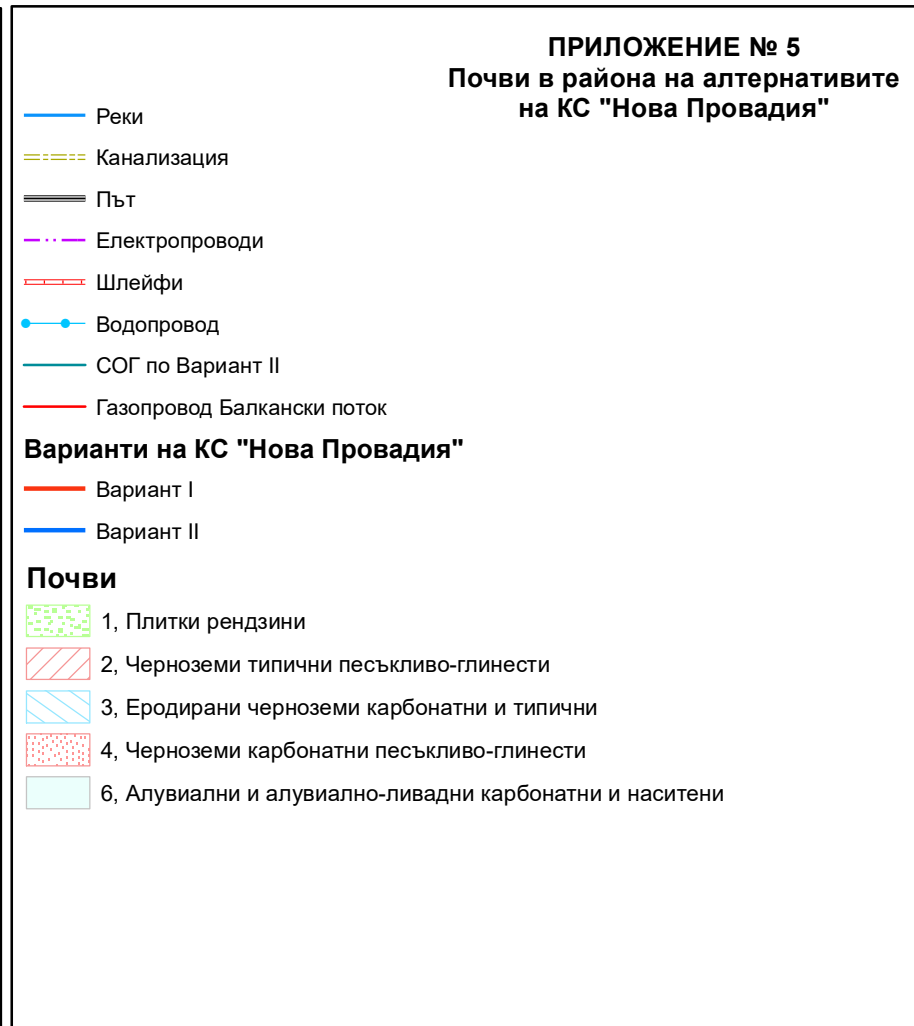 ПРИЛОЖЕНИЕ № 5
Почви в района на алтернативите
на КС "Нова Провадия"
Реки
Канализация
Път
Електропроводи
Шлейфи
Водопровод
СОГ по Вариант II
Газопровод Балкански поток
Варианти на КС "Нова Провадия"
Вариант I
Вариант II
Почви
1, Плитки рендзини
2, Черноземи типични песъкливо-глинести
3, Еродирани черноземи карбонатни и типични
4, Черноземи карбонатни песъкливо-глинести
6, Алувиални и алувиално-ливадни карбонатни и наситени